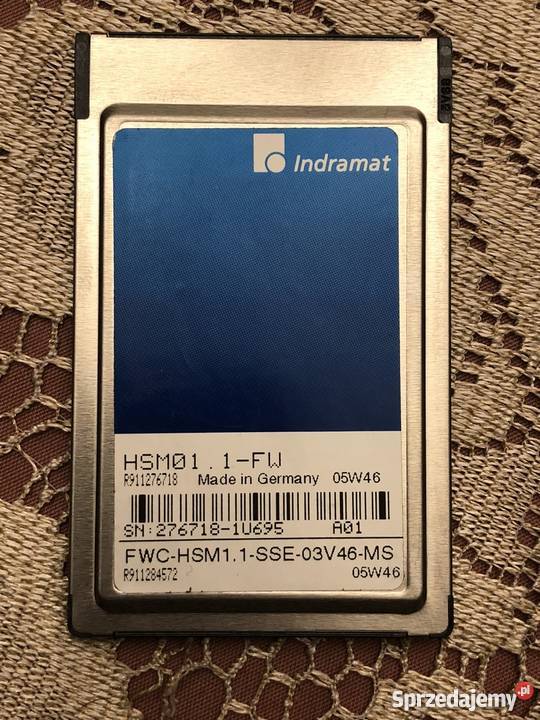 Indramat
HSM01.1-FW
R911276718 Made in Germany 05W46
SN:276718-1U695 A01
FWC-HSM1.1-SSE-03V46-MS
R911284572 05W46
Sprzedajemy.pl